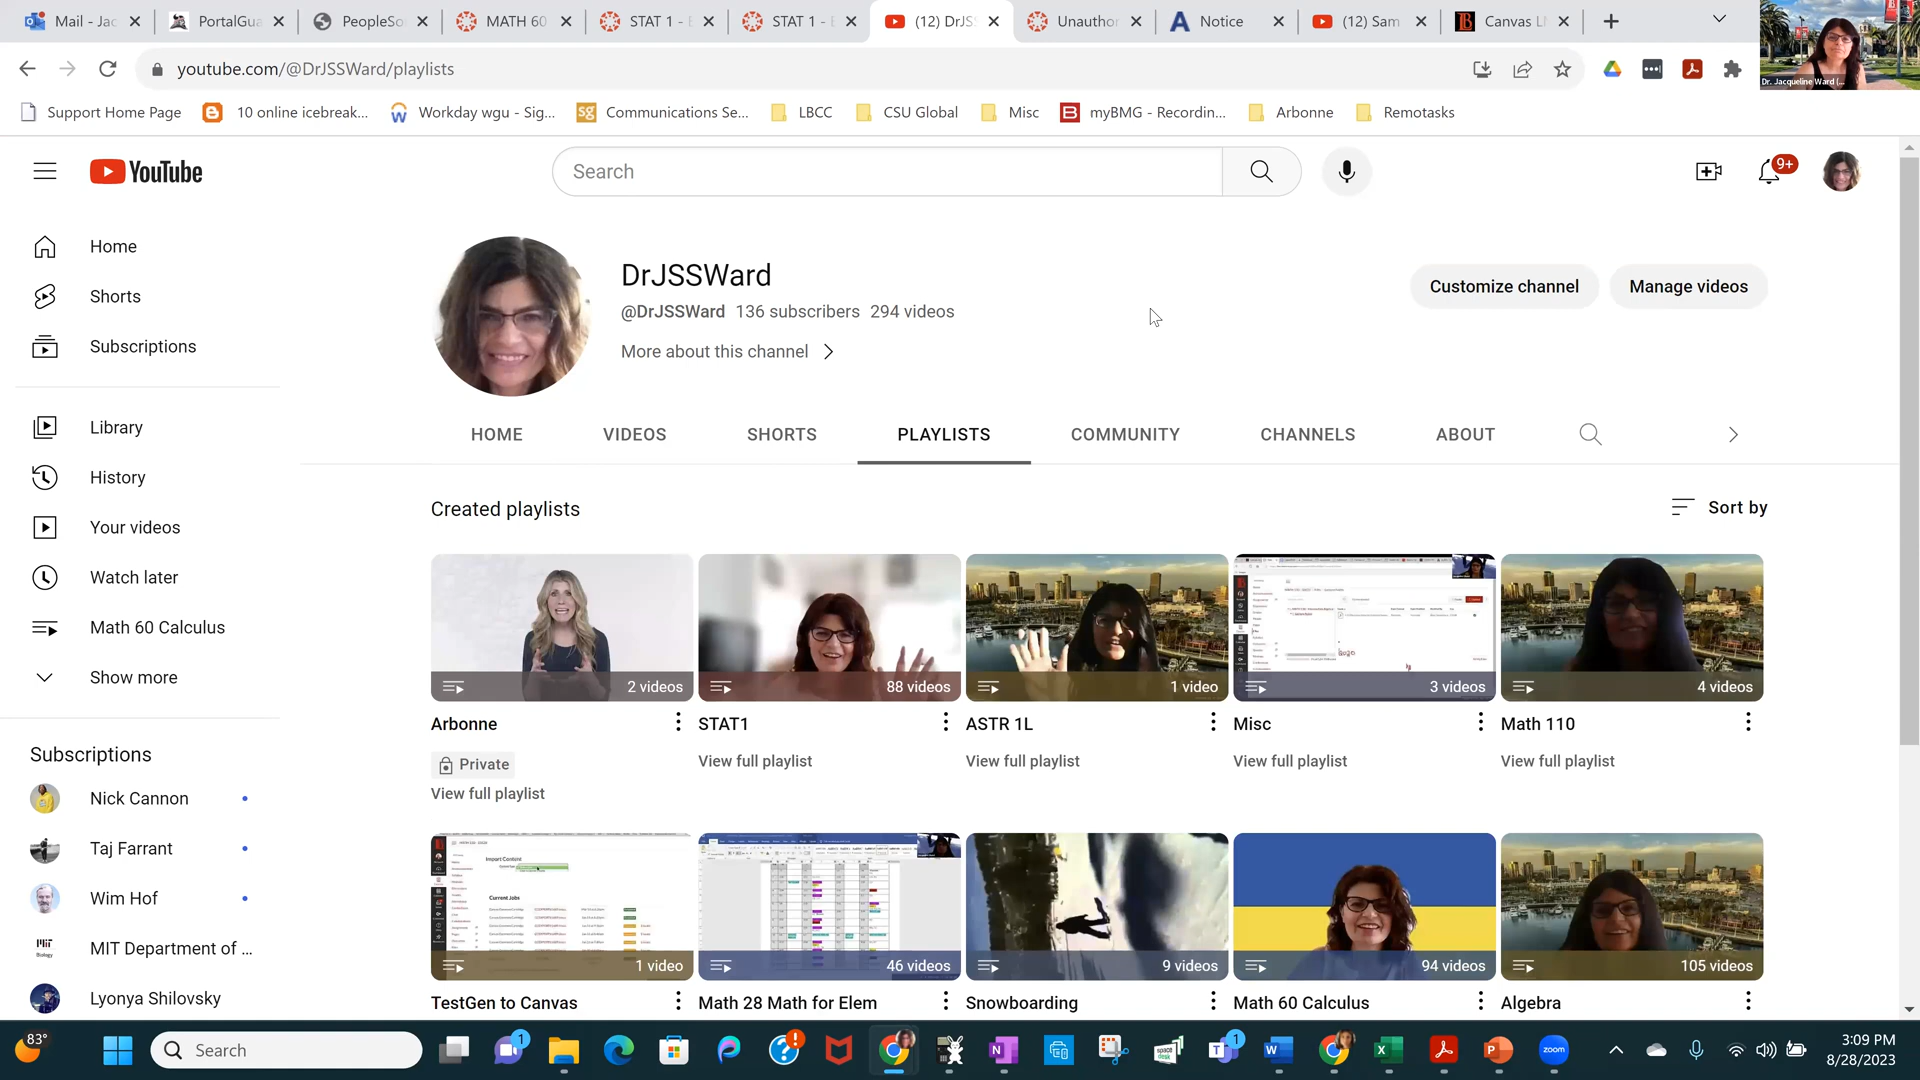 Mail - Jac
PortalGua
PeopleSo
MATH 60
STAT 1 - E
STAT 1 - E
(12) DrJS
Unauthor
Notice
(12) Sam
Canvas L
youtube.com/@DrJSSWard/playlists
Dr. Jacqueline Ward (
Support Home Page
10 online icebreak...
Workday wgu - Sig...
Communications Se...
LBCC
CSU Global
Misc
myBMG - Recordin...
Arbonne
Remotasks
YouTube
Search
9+
Home
Shorts
Subscriptions
Library
History
Your videos
Watch later
Math 60 Calculus
Show more
Subscriptions
Nick Cannon
Taj Farrant
Wim Hof
MIT Department of ...
Lyonya Shilovsky
DrJSSWard
@DrJSSWard 136 subscribers 294 videos
More about this channel
Customize channel
Manage videos
HOME
VIDEOS
SHORTS
PLAYLISTS
COMMUNITY
CHANNELS
ABOUT
Created playlists
Sort by
2 videos
88 videos
1 video
3 videos
4 videos
Arbonne
STAT1
ASTR 1L
Misc
Math 110
Private
View full playlist
View full playlist
View full playlist
View full playlist
View full playlist
Import Content
Current Jobs
1 video
46 videos
9 videos
94 videos
105 videos
TestGen to Canvas
Math 28 Math for Elem
Snowboarding
Math 60 Calculus
Algebra
83°
Search
1
1
zoom
3:09 PM
8/28/2023